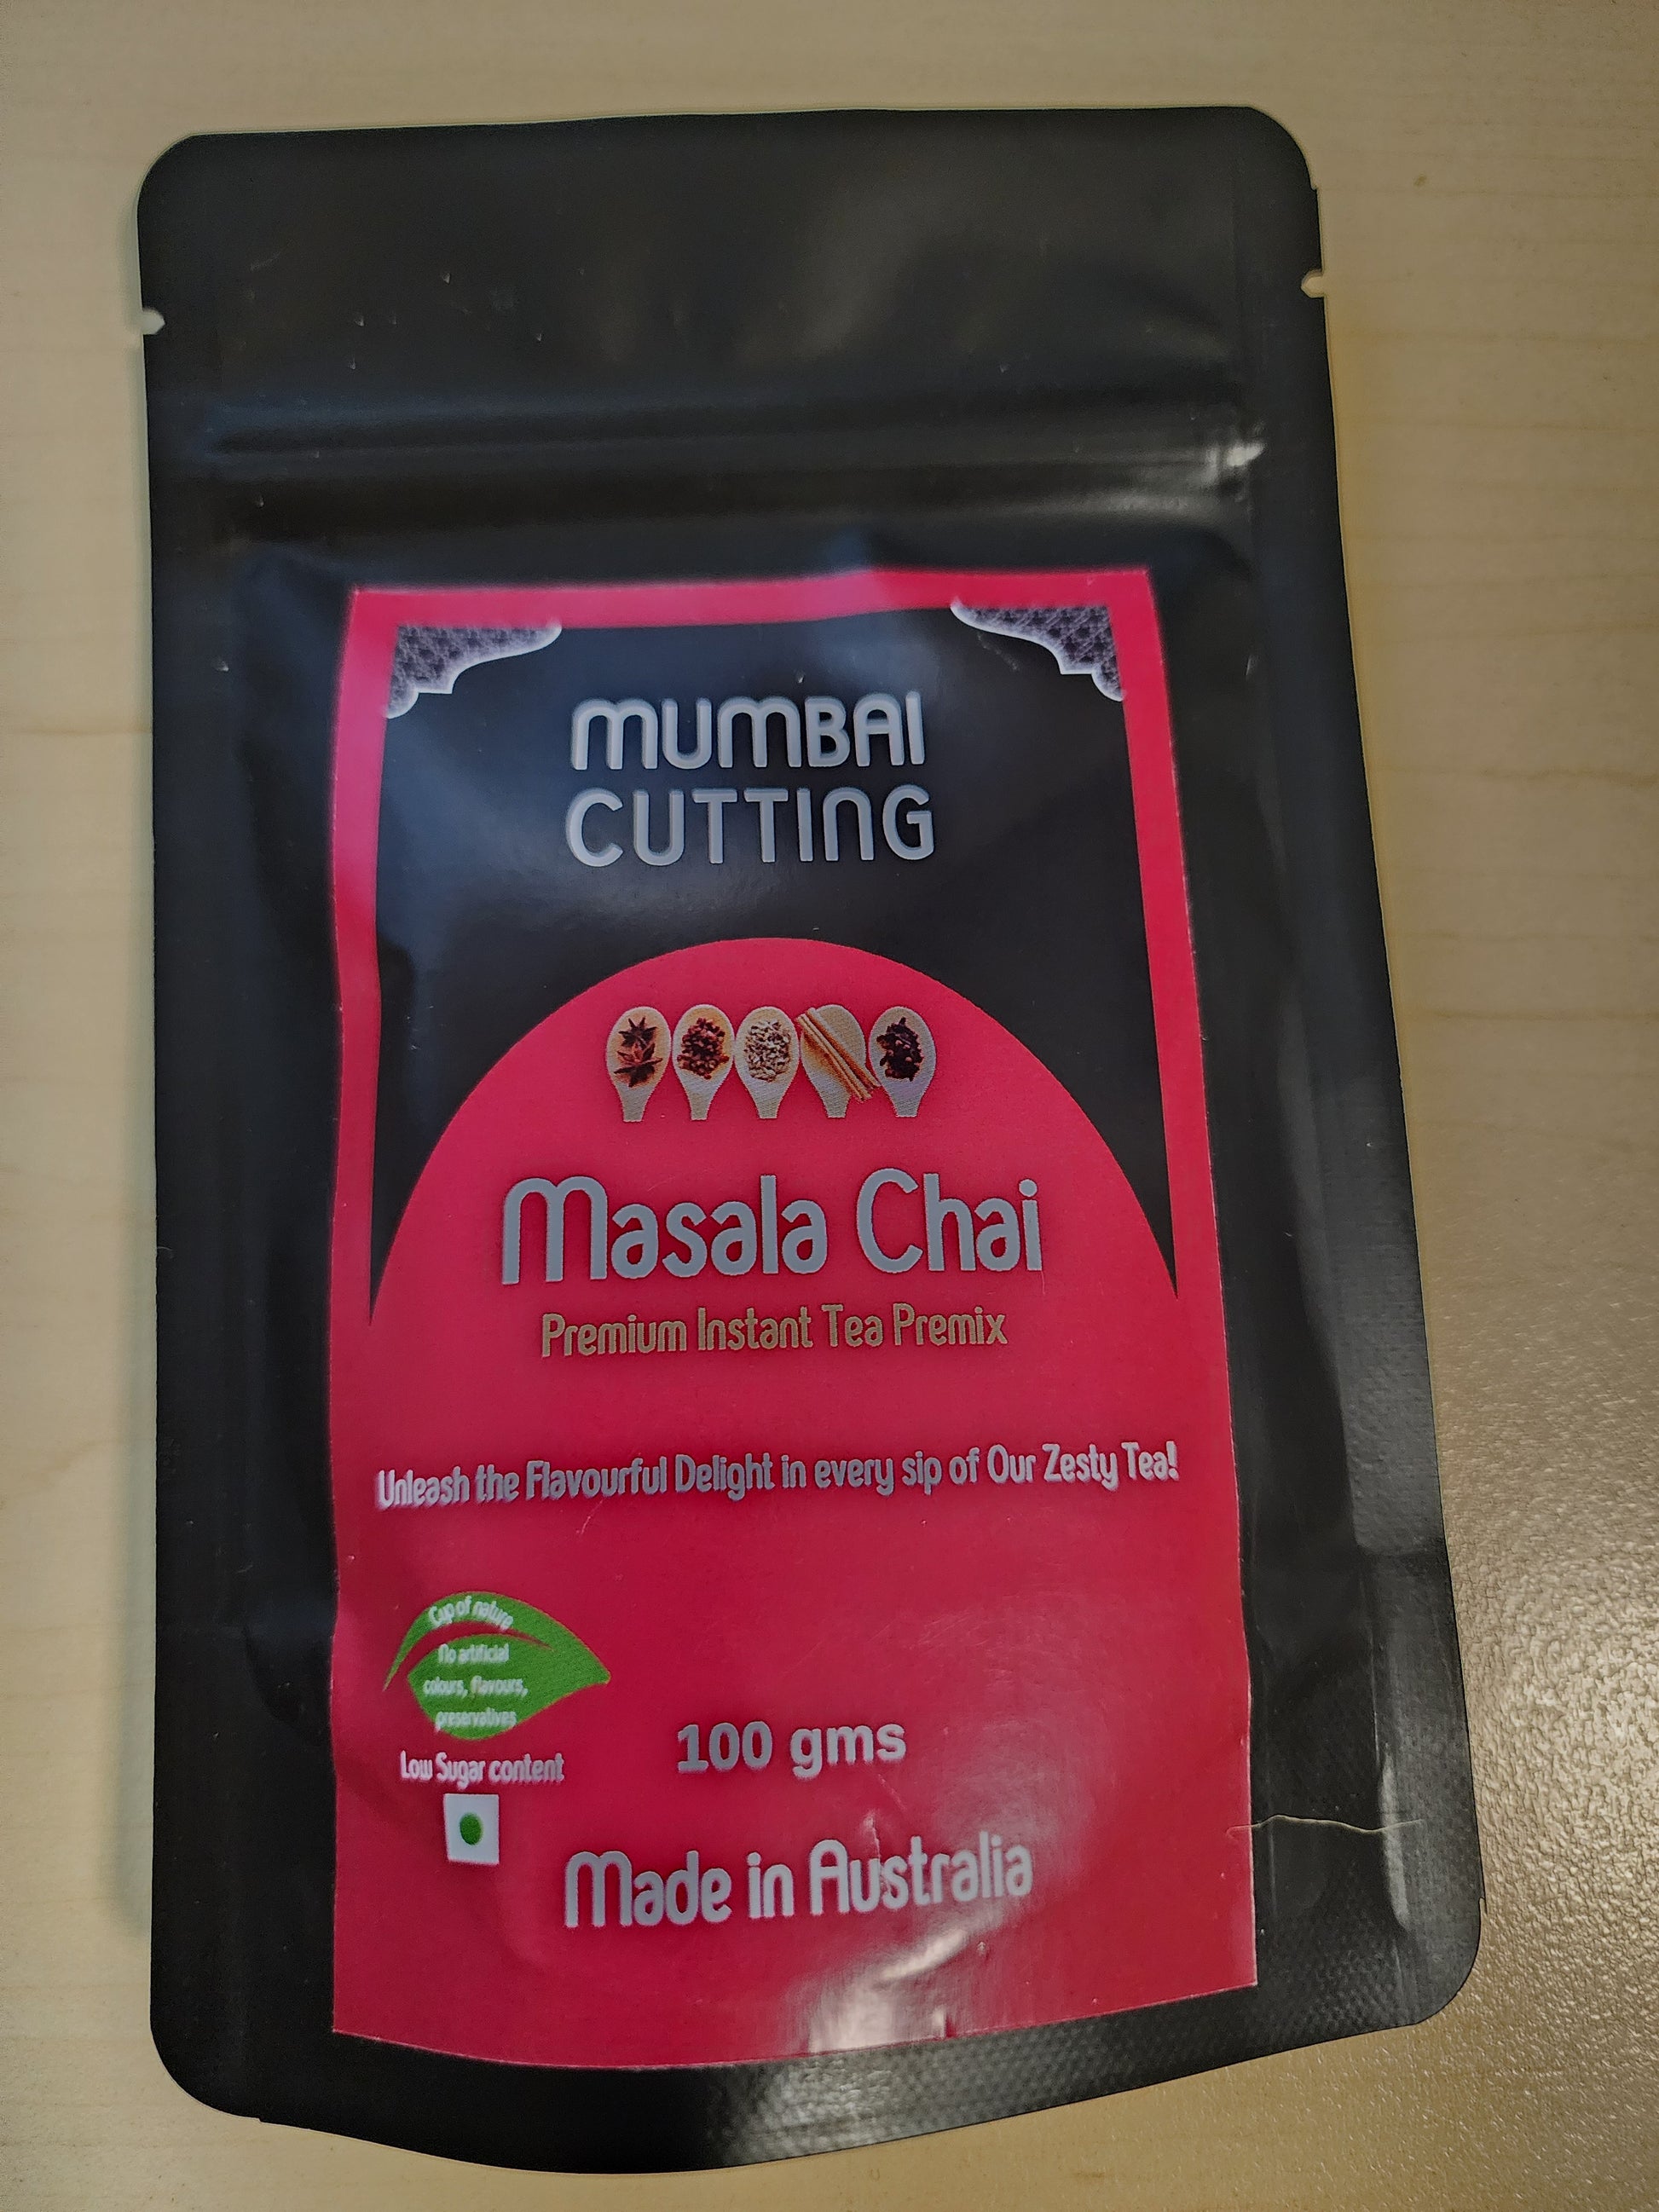 MUMBAI
CUTTING
Masala Chai
Premium Instant Tea Premix
Unleash the Flavourful Delight in every sip of Our Zesty Tea!
Cup of nature
No artificial
colours, flavours,
preservatives
Low Sugar content
100 gms
Made in Australia